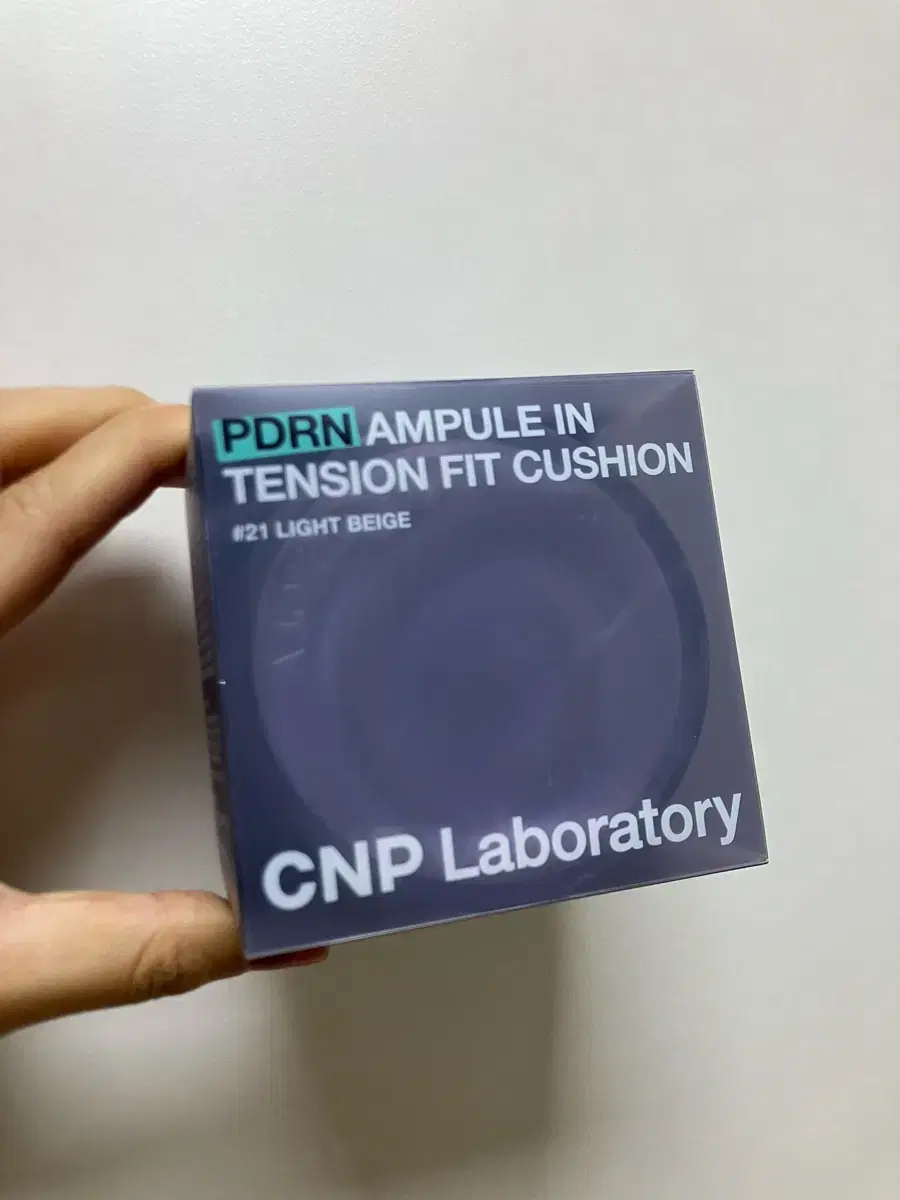 PDRN AMPULE IN
TENSION FIT CUSHION
#21 LIGHT BEIGE
CNP Laboratory